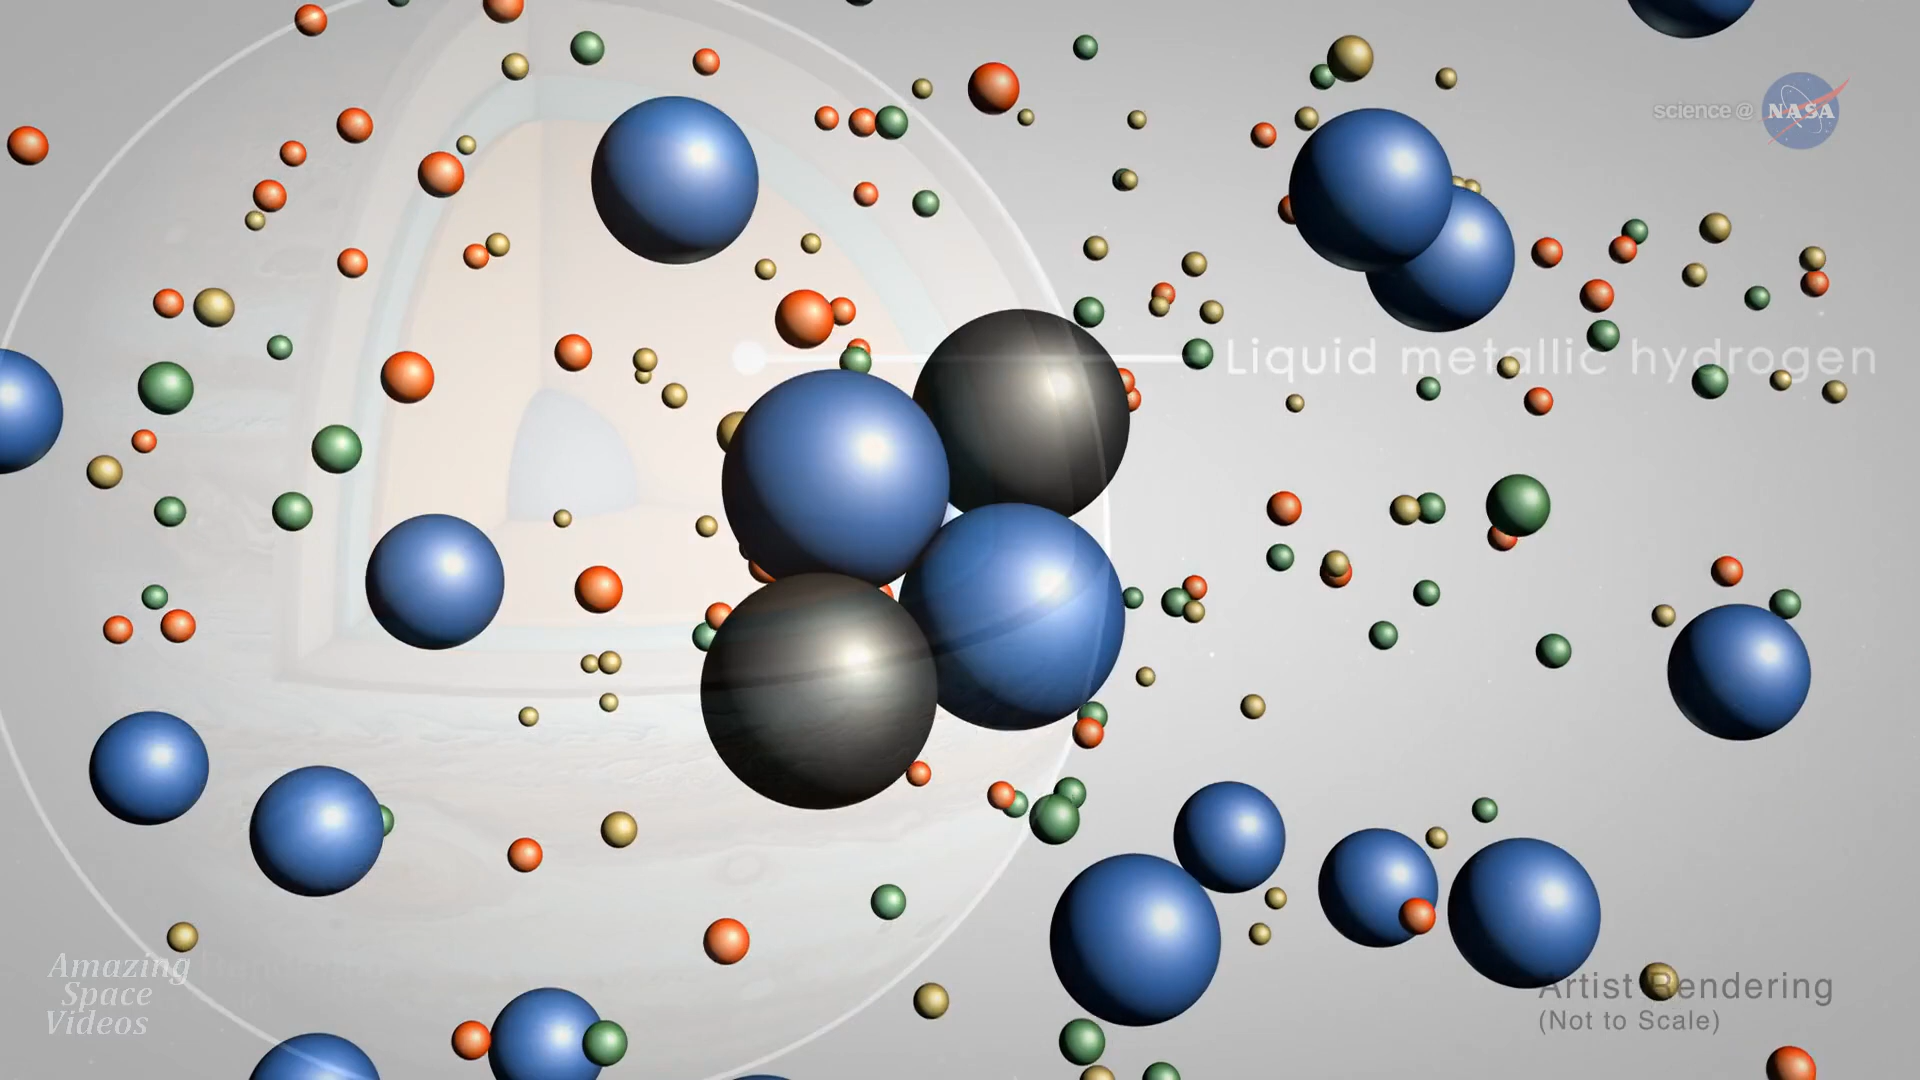 science @ NASA
Liquid metallic hydrogen
Amazing
Space
Videos
Artist Rendering
(Not to Scale)